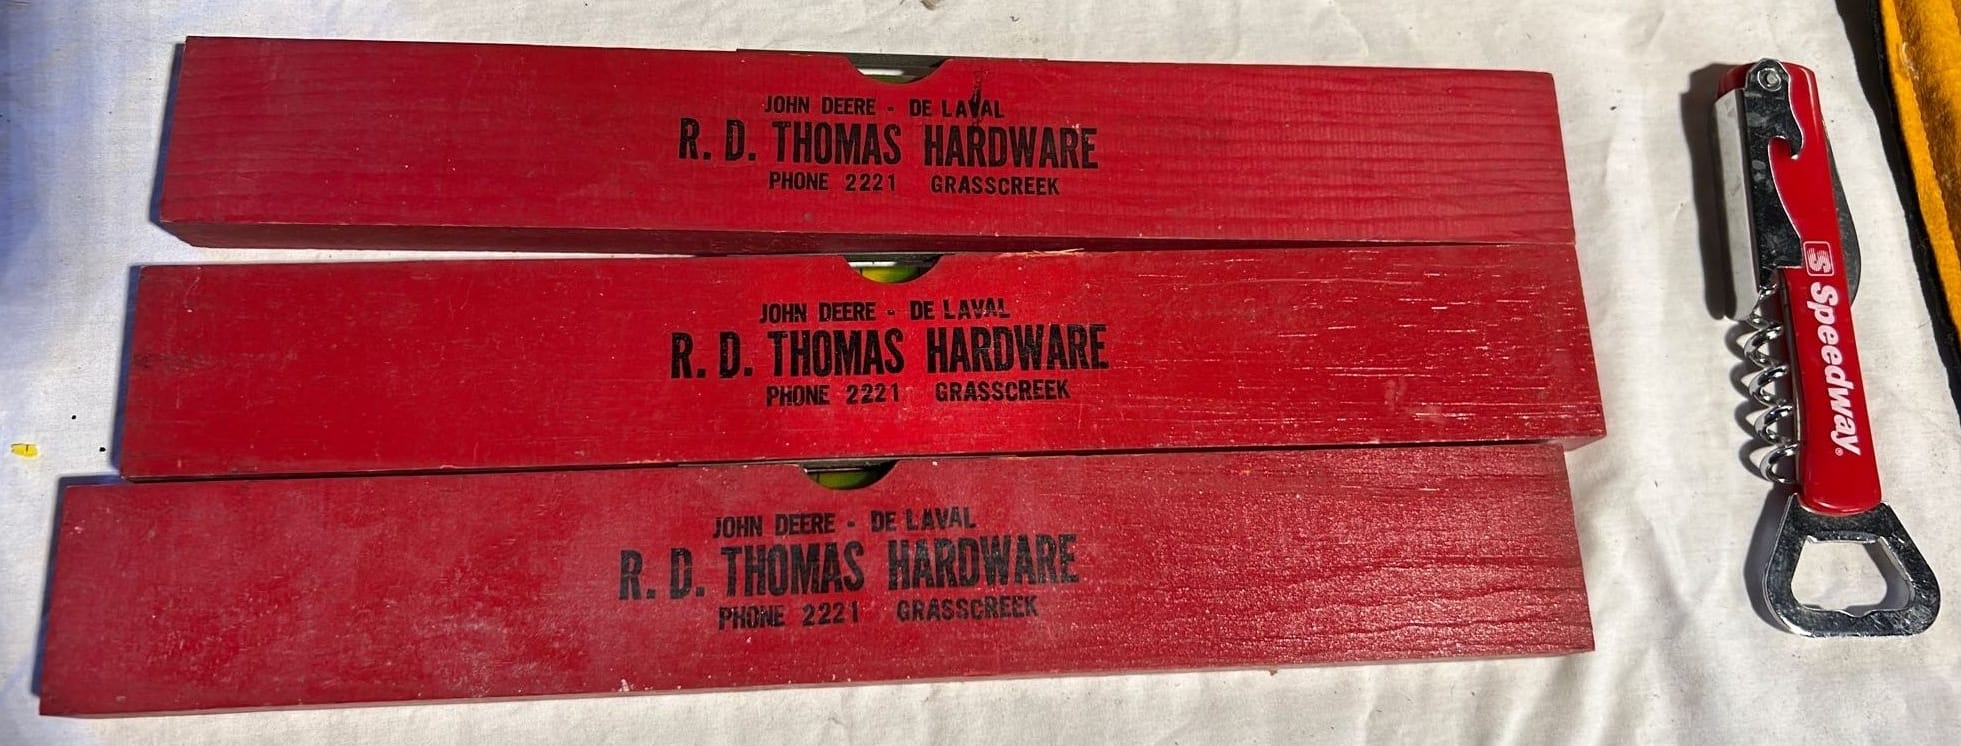 JOHN DEERE - DE LAVAL
R. D. THOMAS HARDWARE
PHONE 2221 GRASSCREEK
JOHN DEERE - DE LAVAL
R. D. THOMAS HARDWARE
PHONE 2221 GRASSCREEK
JOHN DEERE - DE LAVAL
R. D. THOMAS HARDWARE
PHONE 2221 GRASSCREEK
S Speedway®